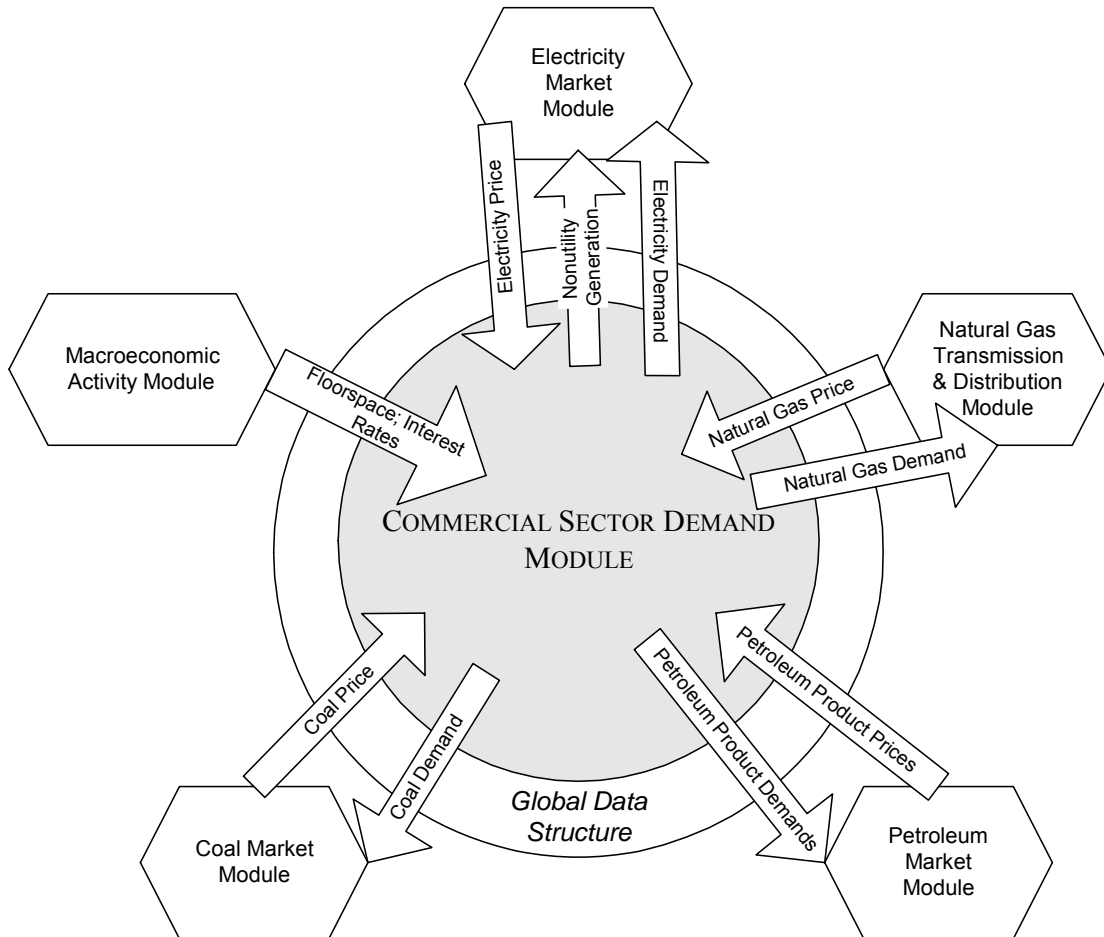 Electricity
Market
Module
Electricity Price
Nonutility
Generation
Electricity Demand
Macroeconomic
Activity Module
Floorspace; Interest
Rates
Natural Gas
Transmission
& Distribution
Module
Natural Gas Price
Natural Gas Demand
COMMERCIAL SECTOR DEMAND
MODULE
Coal Price
Coal Demand
Petroleum Product Demands
Petroleum Product Prices
Global Data
Structure
Coal Market
Module
Petroleum
Market
Module